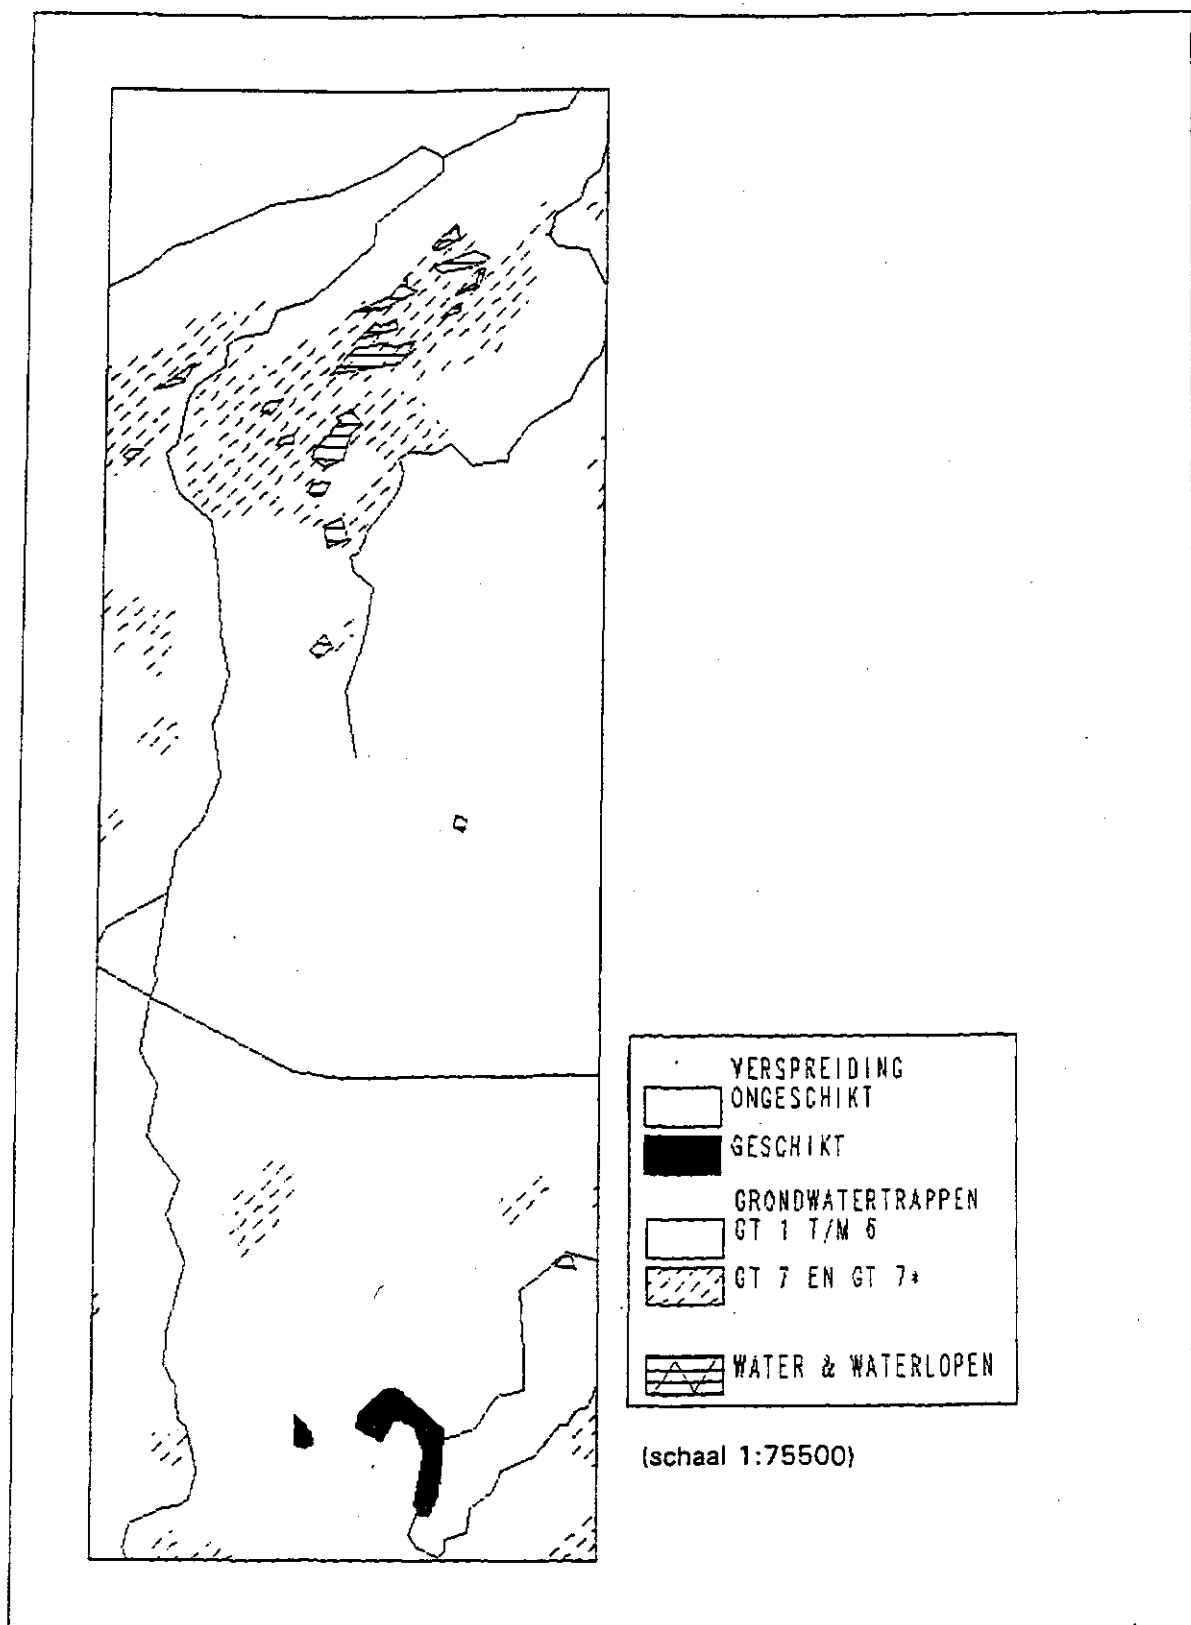 VERSPREIDING
ONGESCHIKT
GESCHIKT
GRONDWATERTRAPPEN
GT 1 T/M 6
GT 7 EN GT 7*
WATER & WATERLOPEN
(schaal 1:75500)